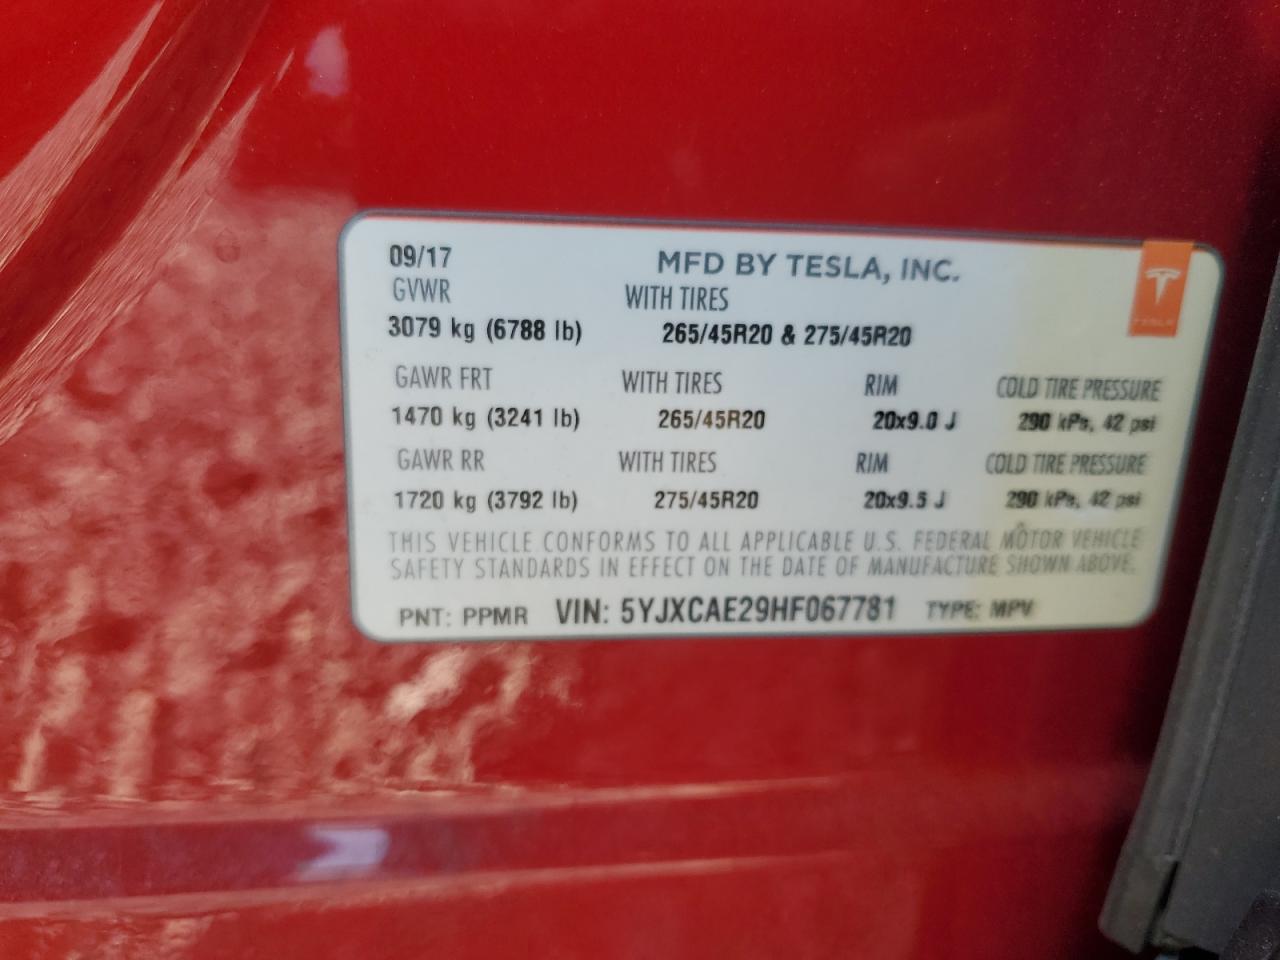 09/17 MFD BY TESLA, INC.
GVWR WITH TIRES
3079 kg (6788 lb) 265/45R20 & 275/45R20
TESLA
GAWR FRT WITH TIRES RIM COLD TIRE PRESSURE
1470 kg (3241 lb) 265/45R20 20x9.0 J 290 kPa, 42 psi
GAWR RR WITH TIRES RIM COLD TIRE PRESSURE
1720 kg (3792 lb) 275/45R20 20x9.5 J 290 kPa, 42 psi
THIS VEHICLE CONFORMS TO ALL APPLICABLE U.S. FEDERAL MOTOR VEHICLE
SAFETY STANDARDS IN EFFECT ON THE DATE OF MANUFACTURE SHOWN ABOVE.
PNT: PPMR VIN: 5YJXCAE29HF067781 TYPE: MPV